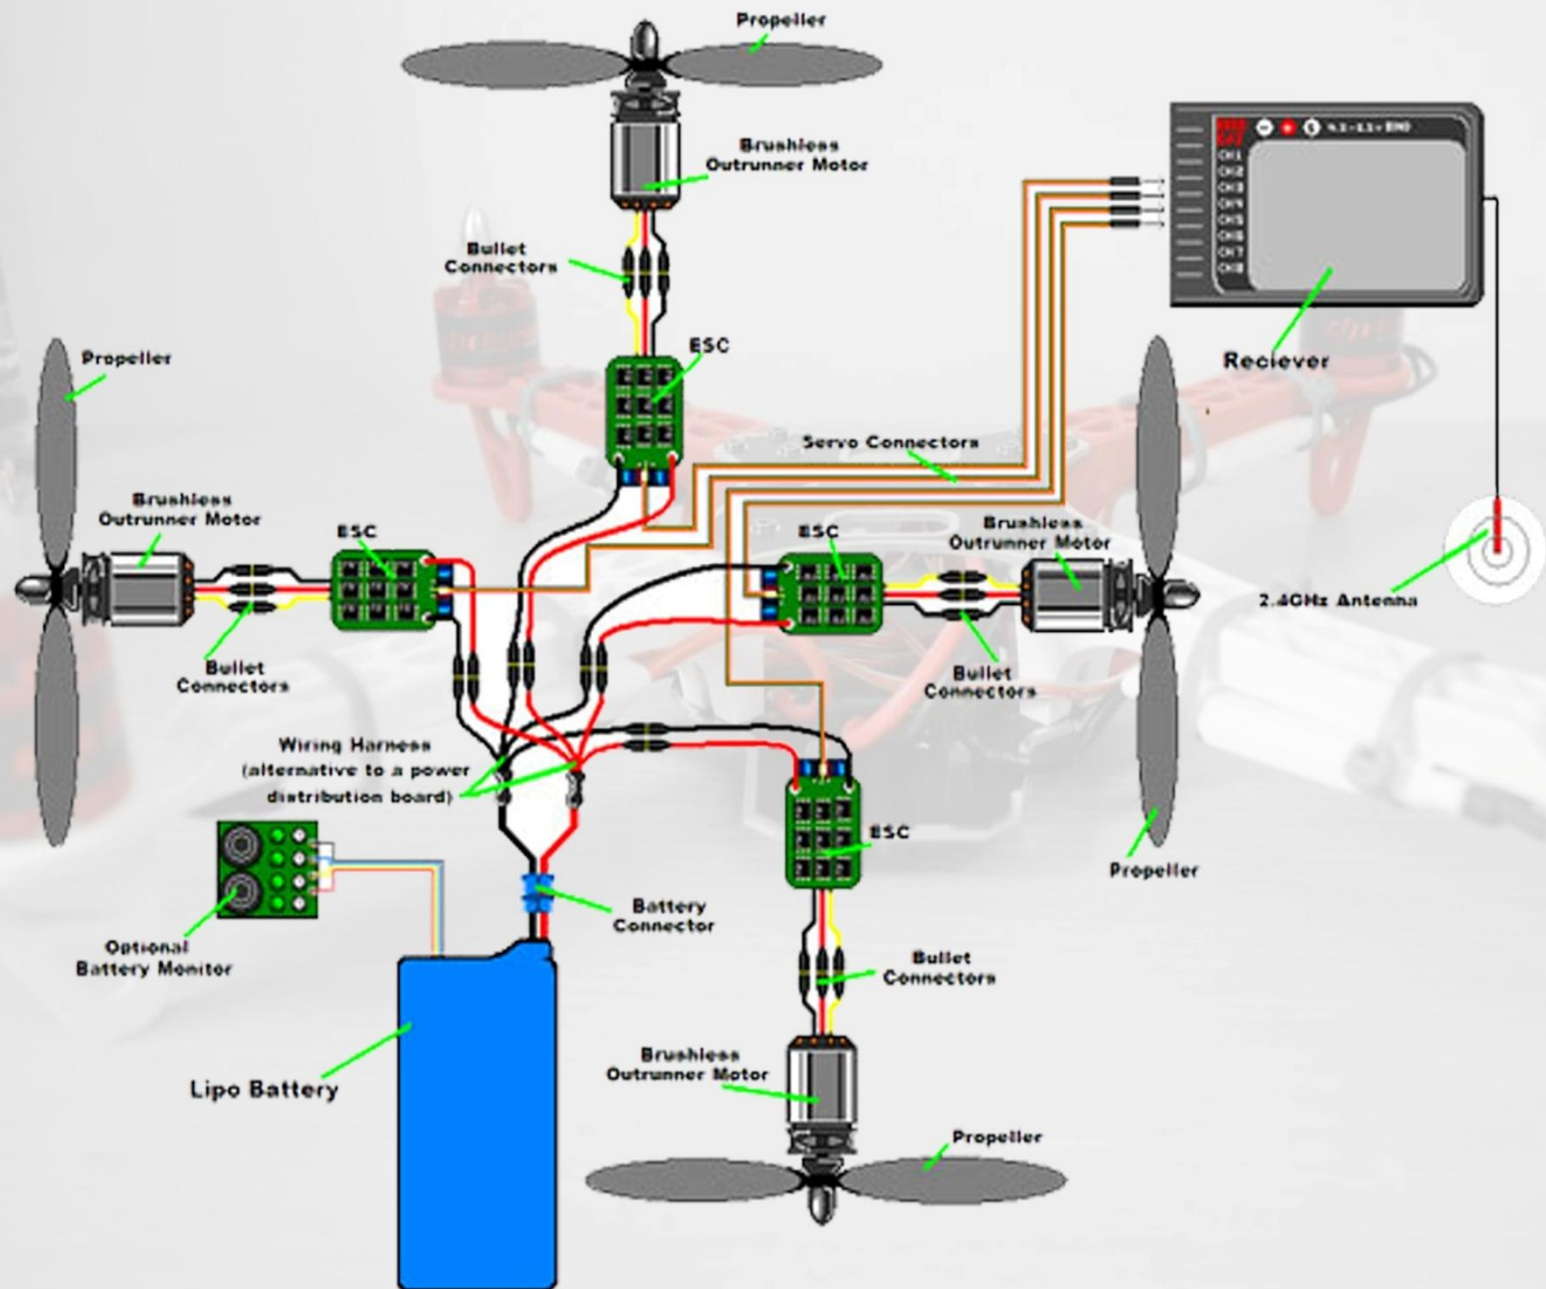 Propeller
Brushless
Outrunner Motor
Bullet
Connectors
ESC
CH1
CH2
CH3
CH4
CH5
CH6
CH7
CH8
Reciever
Propeller
Servo Connectors
Brushless
Outrunner Motor
ESC
ESC
Brushless
Outrunner Motor
2.4GHz Antenna
Bullet
Connectors
Bullet
Connectors
Wiring Harness
(alternative to a power
distribution board)
ESC
Propeller
Battery
Connector
Optional
Battery Monitor
Bullet
Connectors
Lipo Battery
Brushless
Outrunner Motor
Propeller